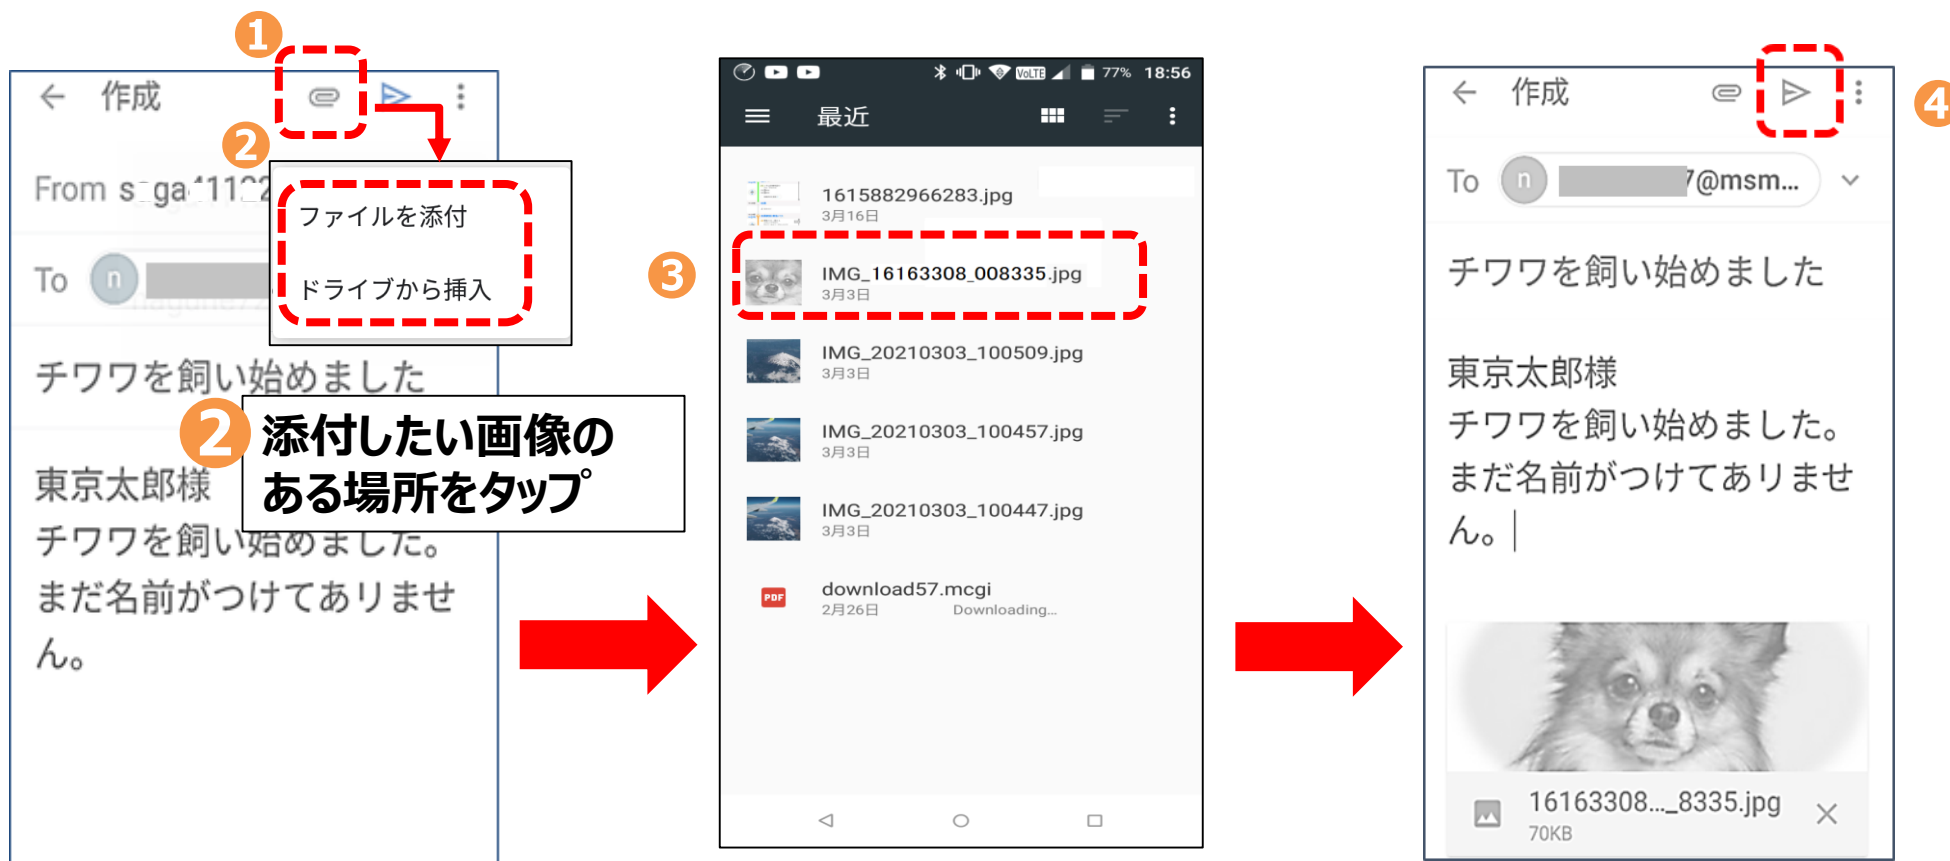 1
作成
2
From
ファイルを添付
To n
ドライブから挿入
チワワを飼い始めました
2 添付したい画像の
ある場所をタップ
東京太郎様
チワワを飼い始めました。
まだ名前がつけてありませ
ん。
VoLTE 77% 18:56
最近
1615882966283.jpg
3月16日
3
IMG_16163308_008335.jpg
3月3日
IMG_20210303_100509.jpg
3月3日
IMG_20210303_100457.jpg
3月3日
IMG_20210303_100447.jpg
3月3日
PDF
download57.mcgi
2月26日 Downloading...
作成
4
To n 7@msm...
チワワを飼い始めました
東京太郎様
チワワを飼い始めました。
まだ名前がつけてありませ
ん。
16163308..._8335.jpg
70KB